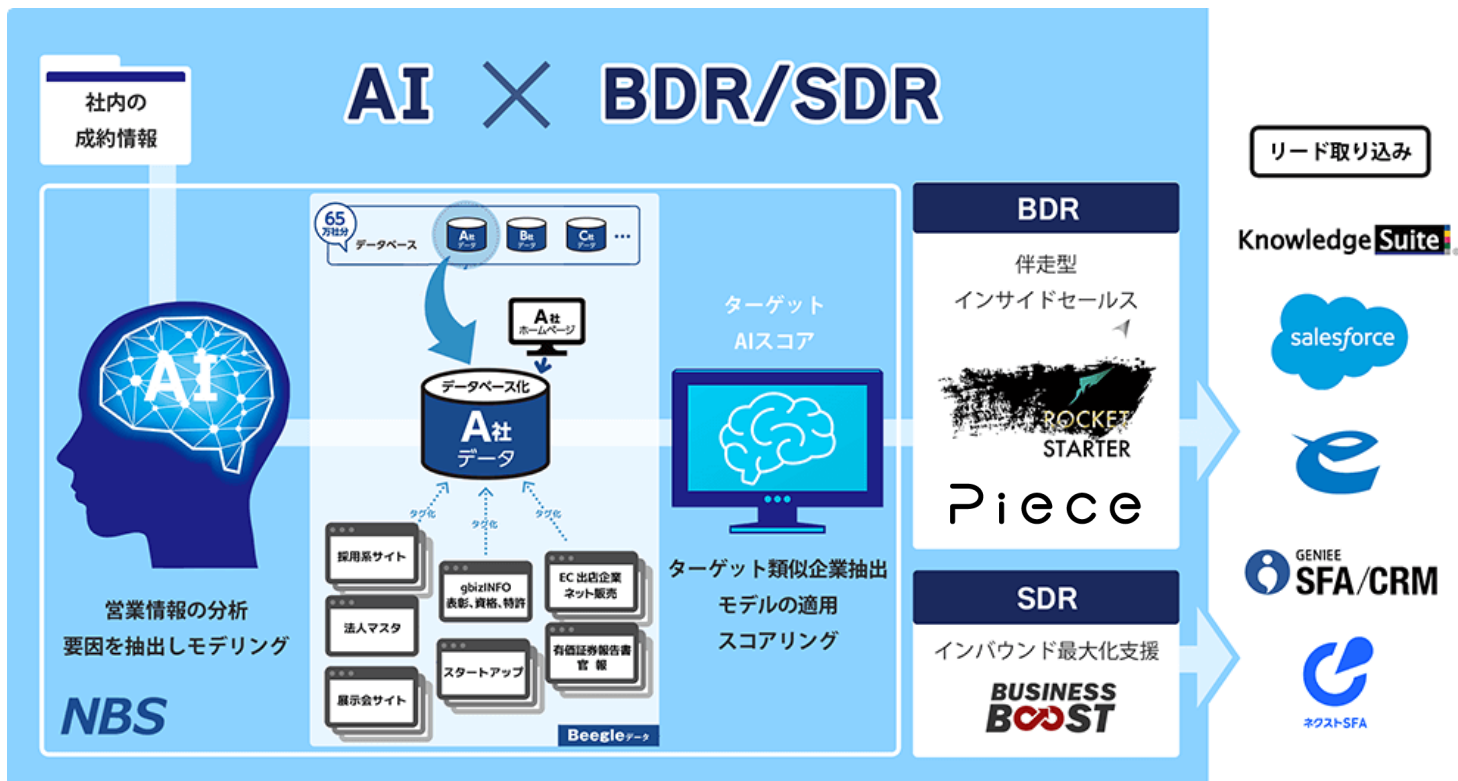 社内の
成約情報
AI × BDR/SDR
AI
営業情報の分析
要因を抽出しモデリング
NBS
65
万社分
データベース
A社
データ
B社
データ
C社
データ
…
A社
ホームページ
データベース化
A社
データ
タグ化
タグ化
タグ化
採用系サイト
法人マスタ
展示会サイト
gbizINFO
表彰、資格、特許
スタートアップ
EC 出店企業
ネット販売
有価証券報告書
官 報
Beegleデータ
ターゲット
AIスコア
ターゲット類似企業抽出
モデルの適用
スコアリング
BDR
伴走型
インサイドセールス
ROCKET
STARTER
Piece
SDR
インバウンド最大化支援
BUSINESS
BOOST
リード取り込み
Knowledge Suite
salesforce
e
GENIEE
SFA/CRM
ネクストSFA